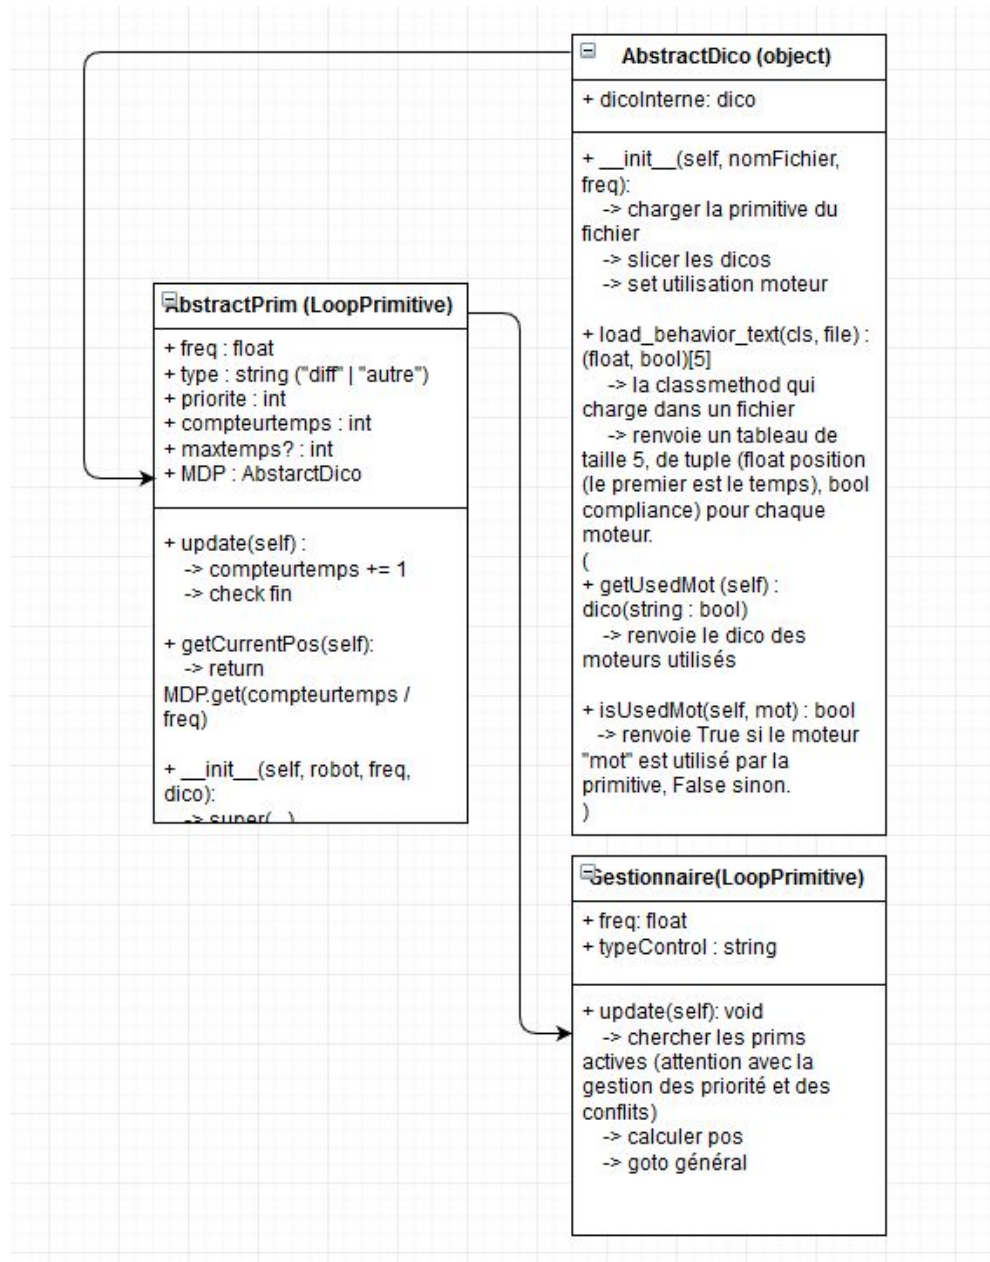 AbstractDico (object)
+ dicoInterne: dico
+ __init__(self, nomFichier,
freq):
-> charger la primitive du
fichier
-> slicer les dicos
-> set utilisation moteur
+ load_behavior_text(cls, file) :
(float, bool)[5]
-> la classmethod qui
charge dans un fichier
-> renvoie un tableau de
taille 5, de tuple (float position
(le premier est le temps), bool
compliance) pour chaque
moteur.
(
+ getUsedMot (self) :
dico(string : bool)
-> renvoie le dico des
moteurs utilisés
+ isUsedMot(self, mot) : bool
-> renvoie True si le moteur
"mot" est utilisé par la
primitive, False sinon.
)
AbstractPrim (LoopPrimitive)
+ freq : float
+ type : string ("diff" | "autre")
+ priorite : int
+ compteurtemps : int
+ maxtemps? : int
+ MDP : AbstarctDico
+ update(self) :
-> compteurtemps += 1
-> check fin
+ getCurrentPos(self):
-> return
MDP.get(compteurtemps /
freq)
+ __init__(self, robot, freq,
dico):
-> super(...)
Gestionnaire(LoopPrimitive)
+ freq: float
+ typeControl : string
+ update(self): void
-> chercher les prims
actives (attention avec la
gestion des priorité et des
conflits)
-> calculer pos
-> goto général